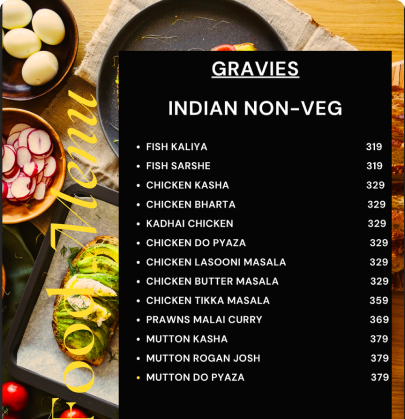 GRAVIES
INDIAN NON-VEG
• FISH KALIYA 319
• FISH SARSHE 319
• CHICKEN KASHA 329
• CHICKEN BHARTA 329
• KADHAI CHICKEN 329
• CHICKEN DO PYAZA 329
• CHICKEN LASOONI MASALA 329
• CHICKEN BUTTER MASALA 329
• CHICKEN TIKKA MASALA 359
• PRAWNS MALAI CURRY 369
• MUTTON KASHA 379
• MUTTON ROGAN JOSH 379
• MUTTON DO PYAZA 379
Food Menu